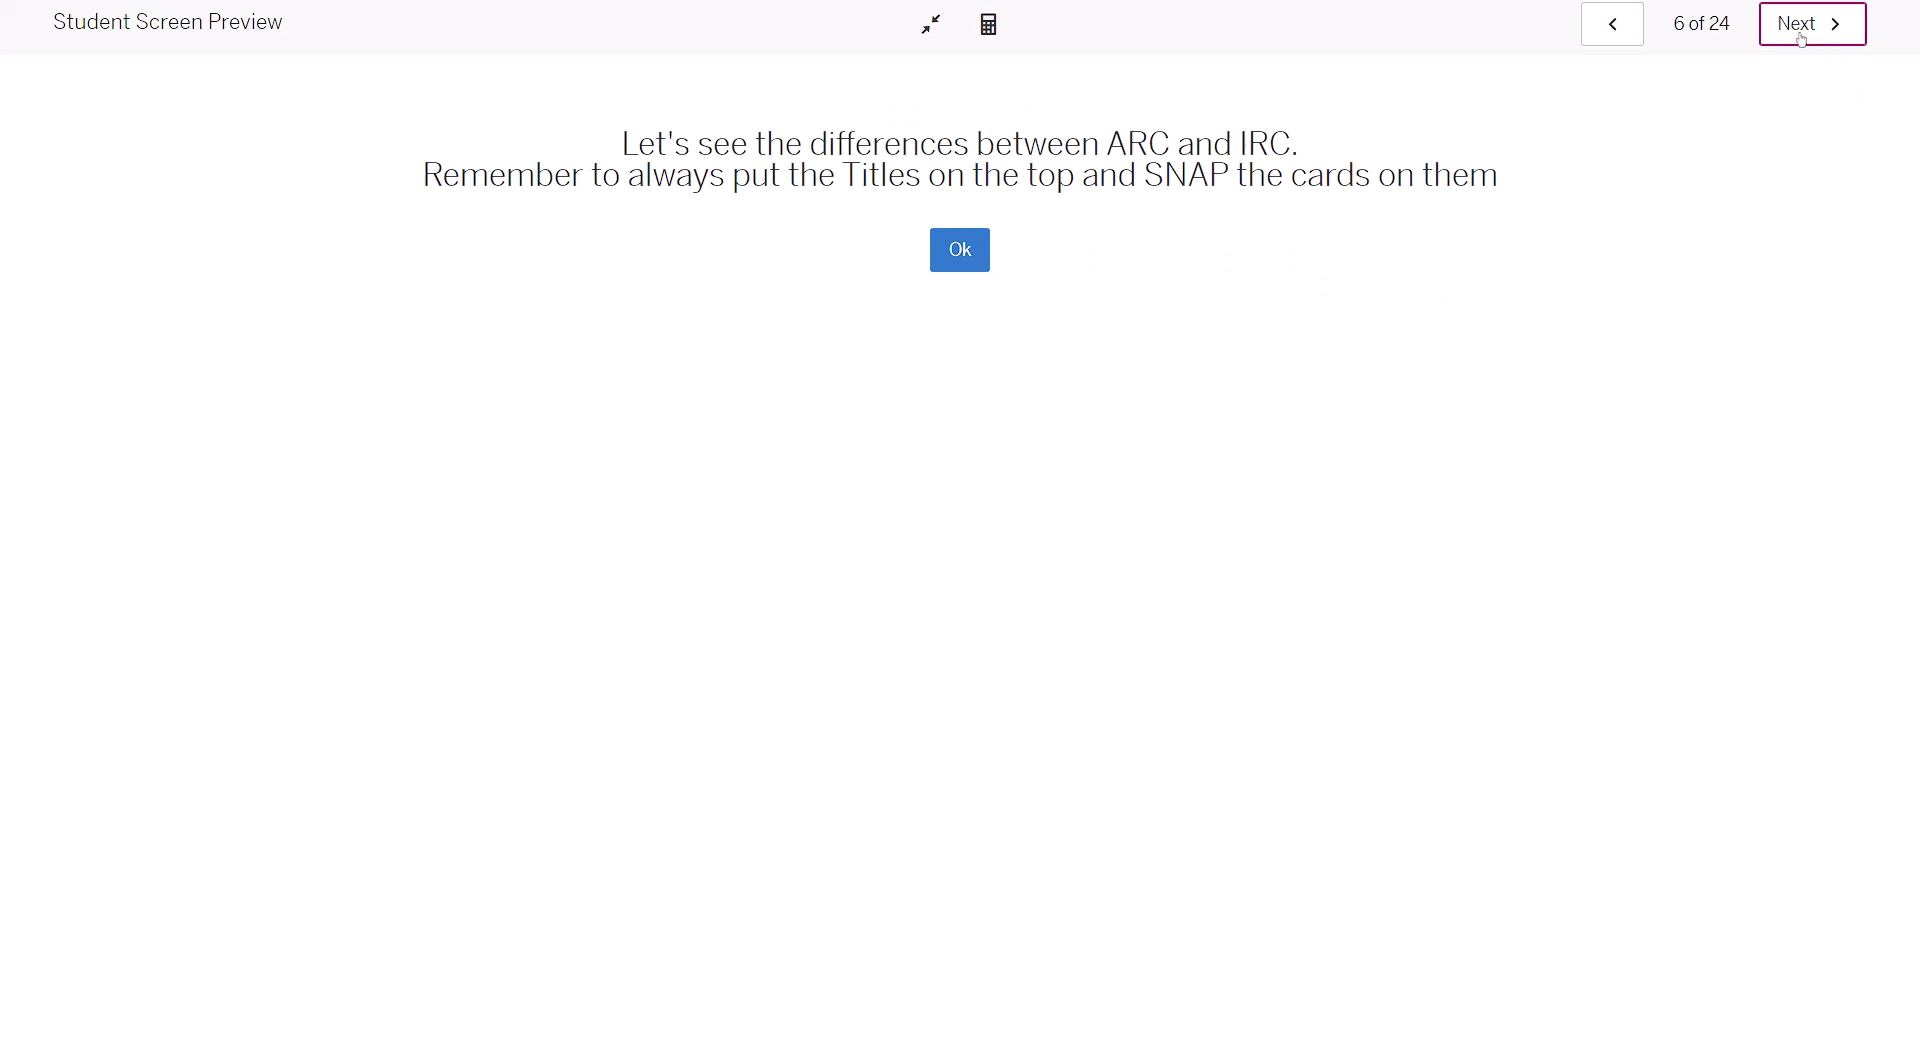 Student Screen Preview
6 of 24
Next
Let's see the differences between ARC and IRC.
Remember to always put the Titles on the top and SNAP the cards on them
Ok